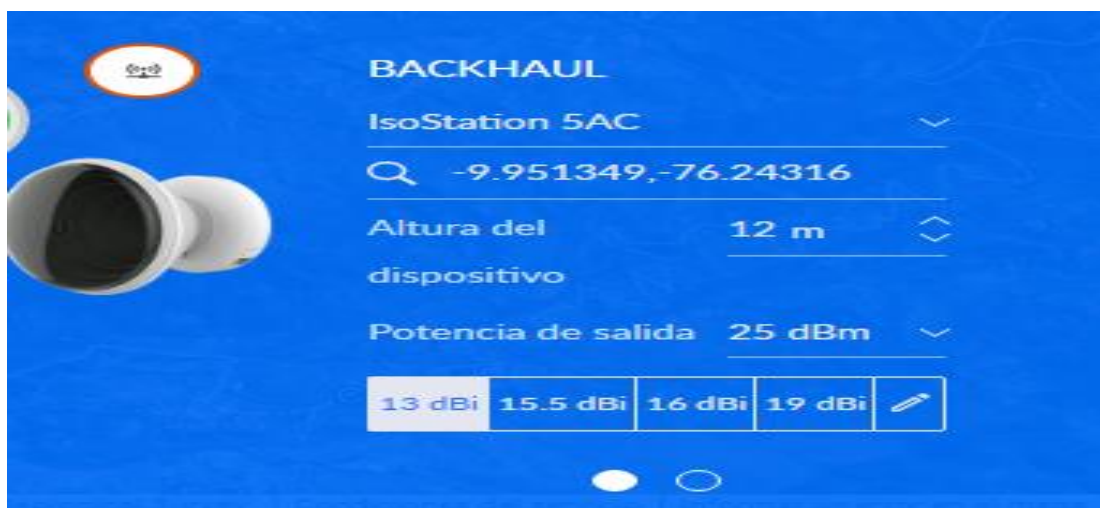 BACKHAUL
IsoStation 5AC
-9.951349,-76.24316
Altura del 12 m
dispositivo
Potencia de salida 25 dBm
13 dBi 15.5 dBi 16 dBi 19 dBi